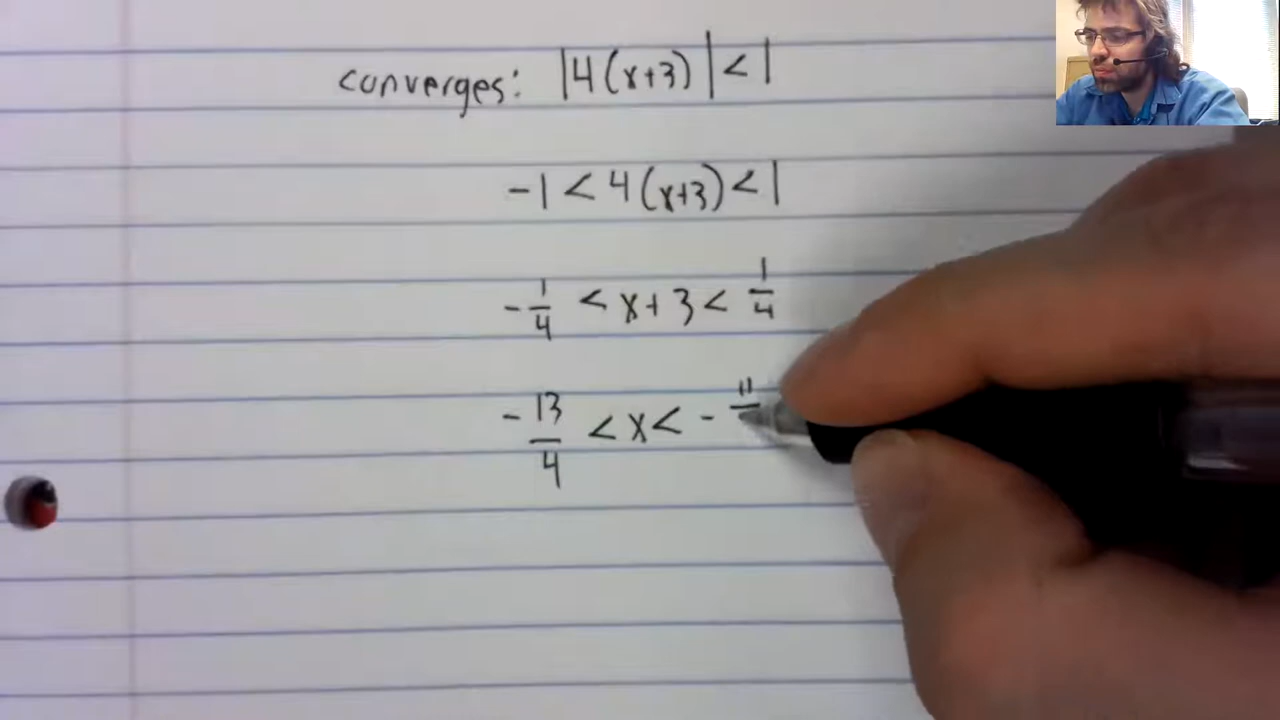 converges: |4(x+3)| < 1
-1 < 4(x+3) < 1
-1/4 < x+3 < 1/4
-13/4 < x < -11/